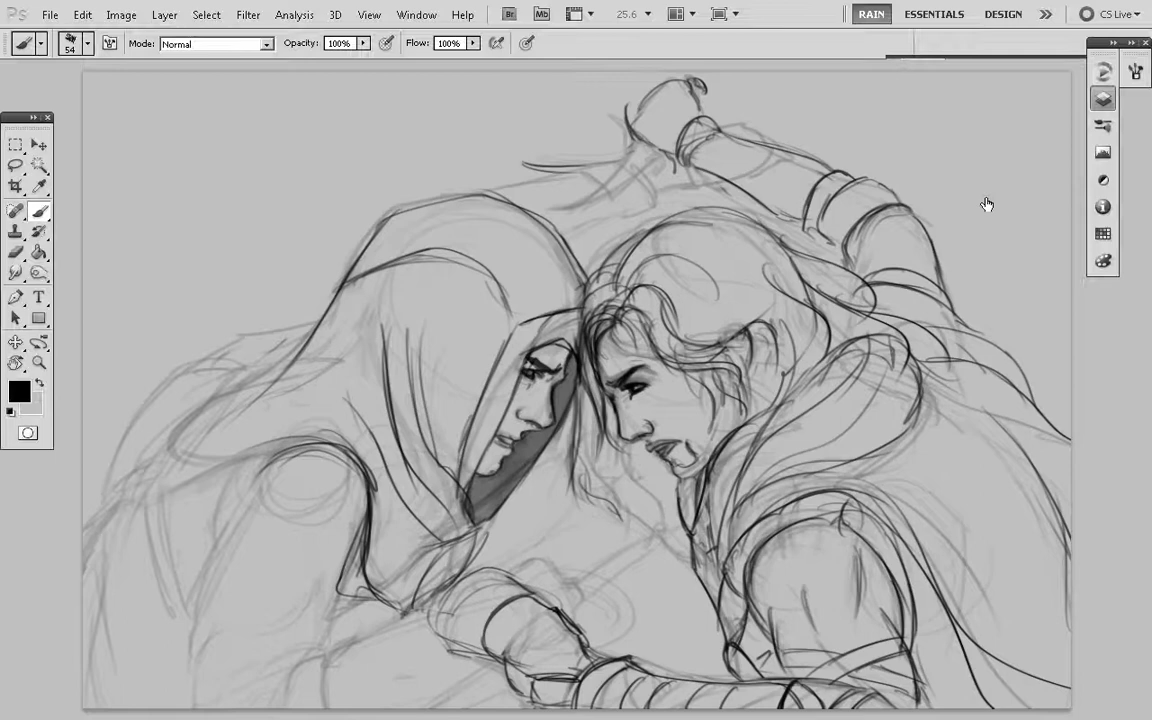 Ps File Edit Image Layer Select Filter Analysis 3D View Window Help Br Mb 25.6 RAIN ESSENTIALS DESIGN CS Live
54 Mode: Normal Opacity: 100% Flow: 100%
T